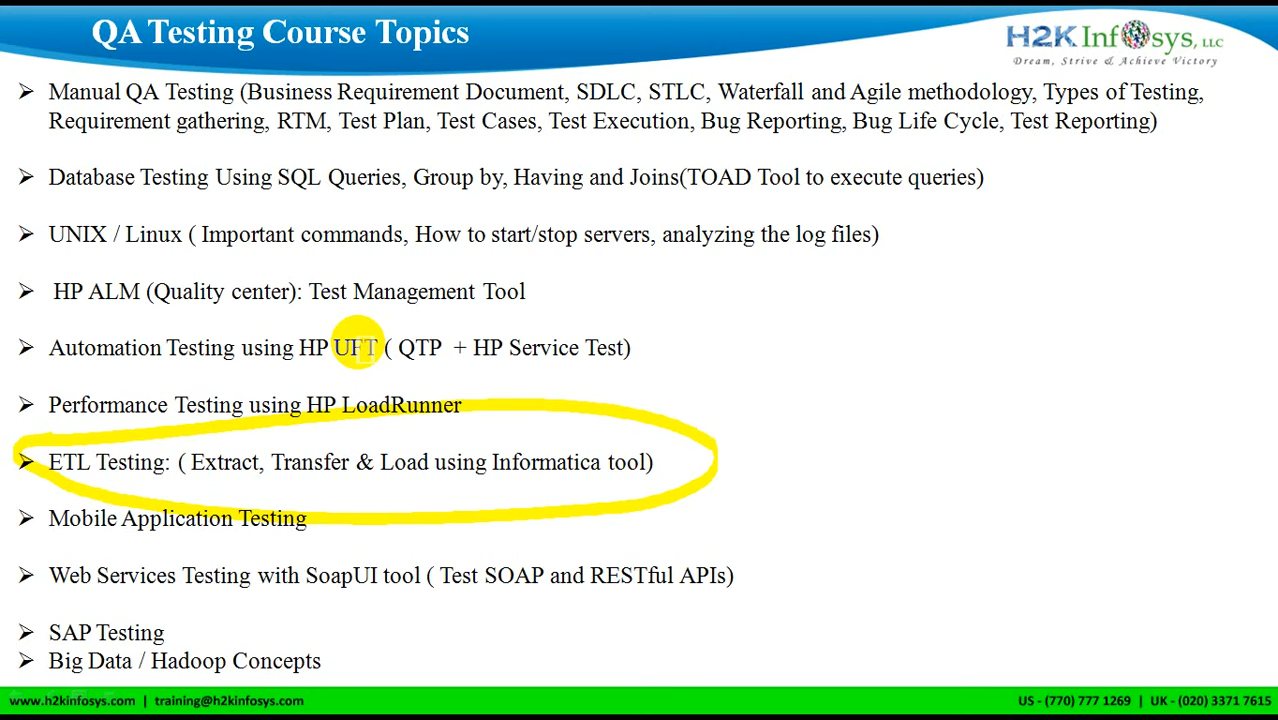 QA Testing Course Topics
H2K Infosys, LLC
Dream, Strive & Achieve Victory
➢ Manual QA Testing (Business Requirement Document, SDLC, STLC, Waterfall and Agile methodology, Types of Testing,
Requirement gathering, RTM, Test Plan, Test Cases, Test Execution, Bug Reporting, Bug Life Cycle, Test Reporting)
➢ Database Testing Using SQL Queries, Group by, Having and Joins(TOAD Tool to execute queries)
➢ UNIX / Linux ( Important commands, How to start/stop servers, analyzing the log files)
➢ HP ALM (Quality center): Test Management Tool
➢ Automation Testing using HP UFT ( QTP + HP Service Test)
➢ Performance Testing using HP LoadRunner
➢ ETL Testing: ( Extract, Transfer & Load using Informatica tool)
➢ Mobile Application Testing
➢ Web Services Testing with SoapUI tool ( Test SOAP and RESTful APIs)
➢ SAP Testing
➢ Big Data / Hadoop Concepts
www.h2kinfosys.com | training@h2kinfosys.com US - (770) 777 1269 | UK - (020) 3371 7615